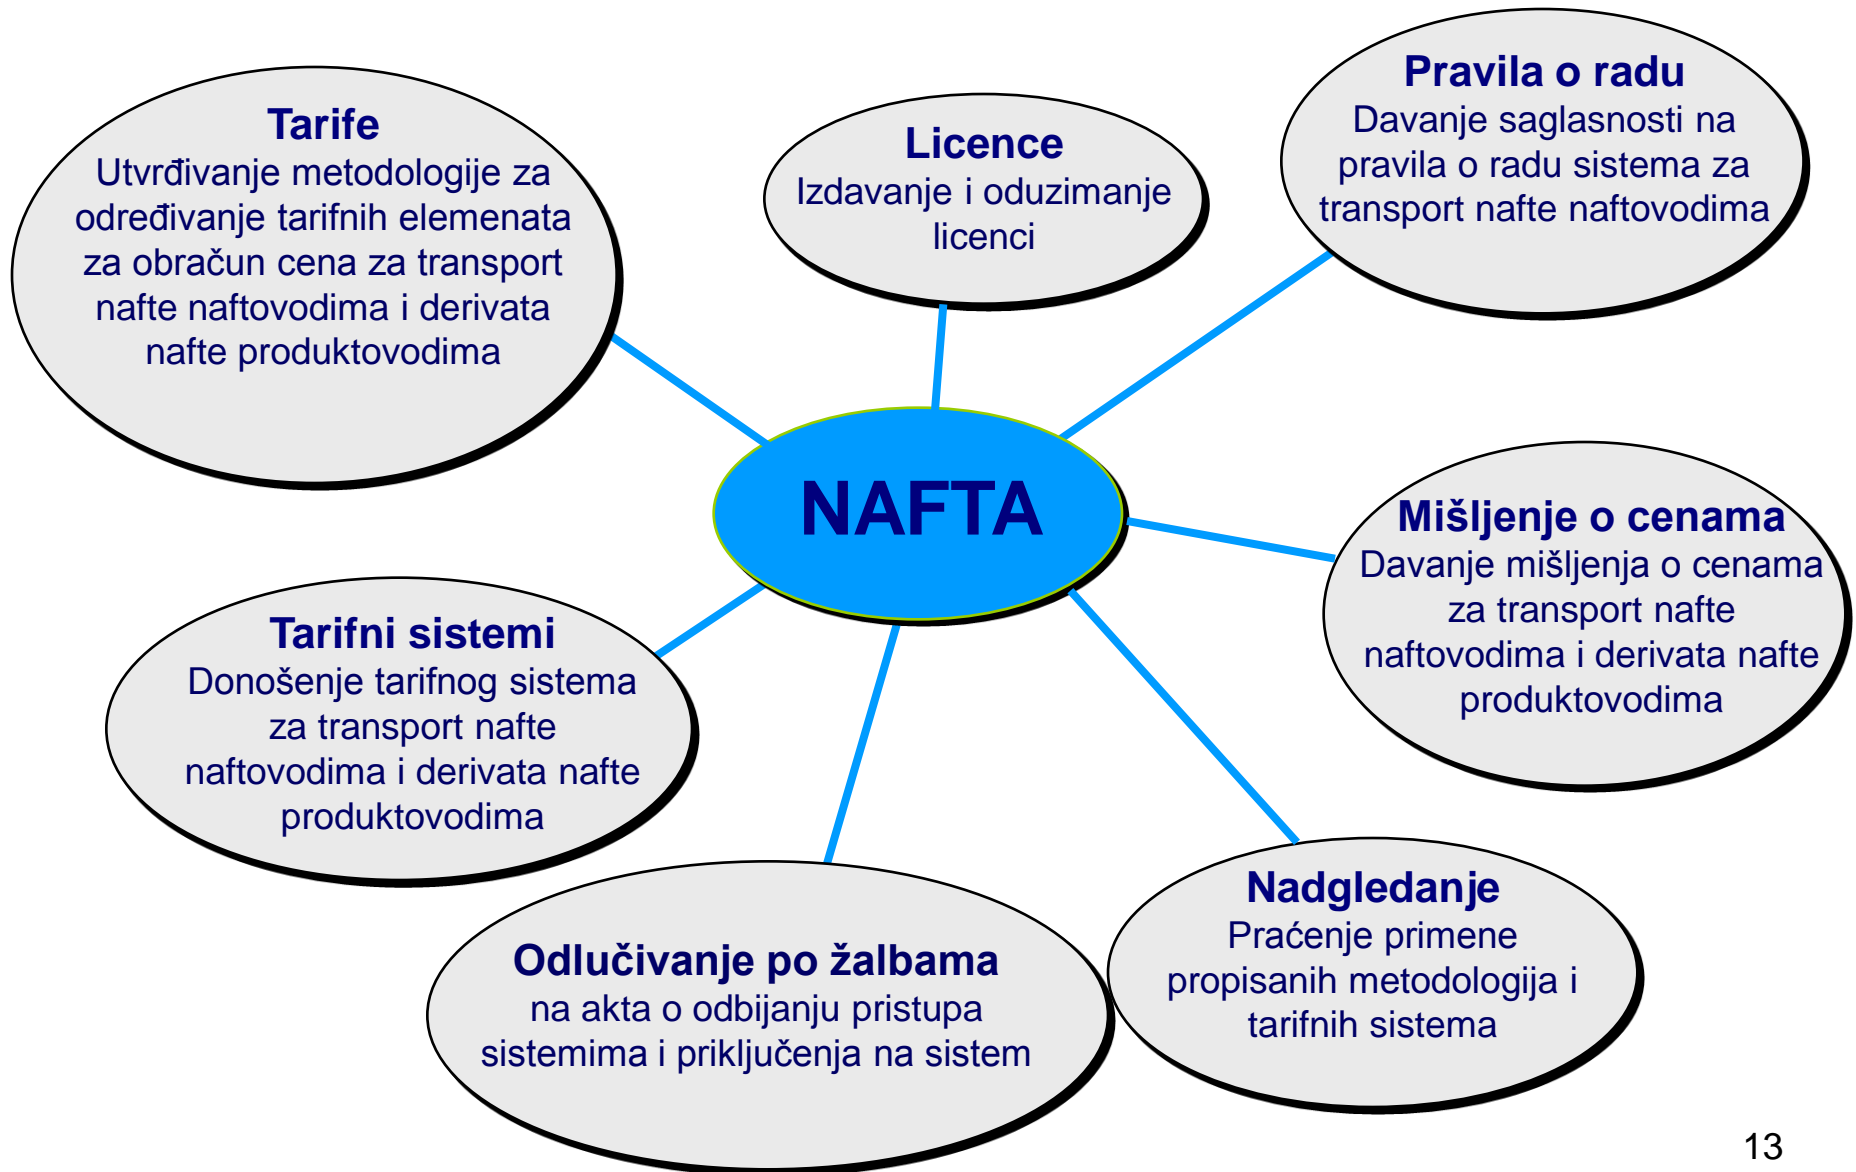 Tarife
Utvrđivanje metodologije za
određivanje tarifnih elemenata
za obračun cena za transport
nafte naftovodima i derivata
nafte produktovodima
Licence
Izdavanje i oduzimanje
licenci
Pravila o radu
Davanje saglasnosti na
pravila o radu sistema za
transport nafte naftovodima
NAFTA
Mišljenje o cenama
Davanje mišljenja o cenama
za transport nafte
naftovodima i derivata nafte
produktovodima
Tarifni sistemi
Donošenje tarifnog sistema
za transport nafte
naftovodima i derivata nafte
produktovodima
Odlučivanje po žalbama
na akta o odbijanju pristupa
sistemima i priključenja na sistem
Nadgledanje
Praćenje primene
propisanih metodologija i
tarifnih sistema
13